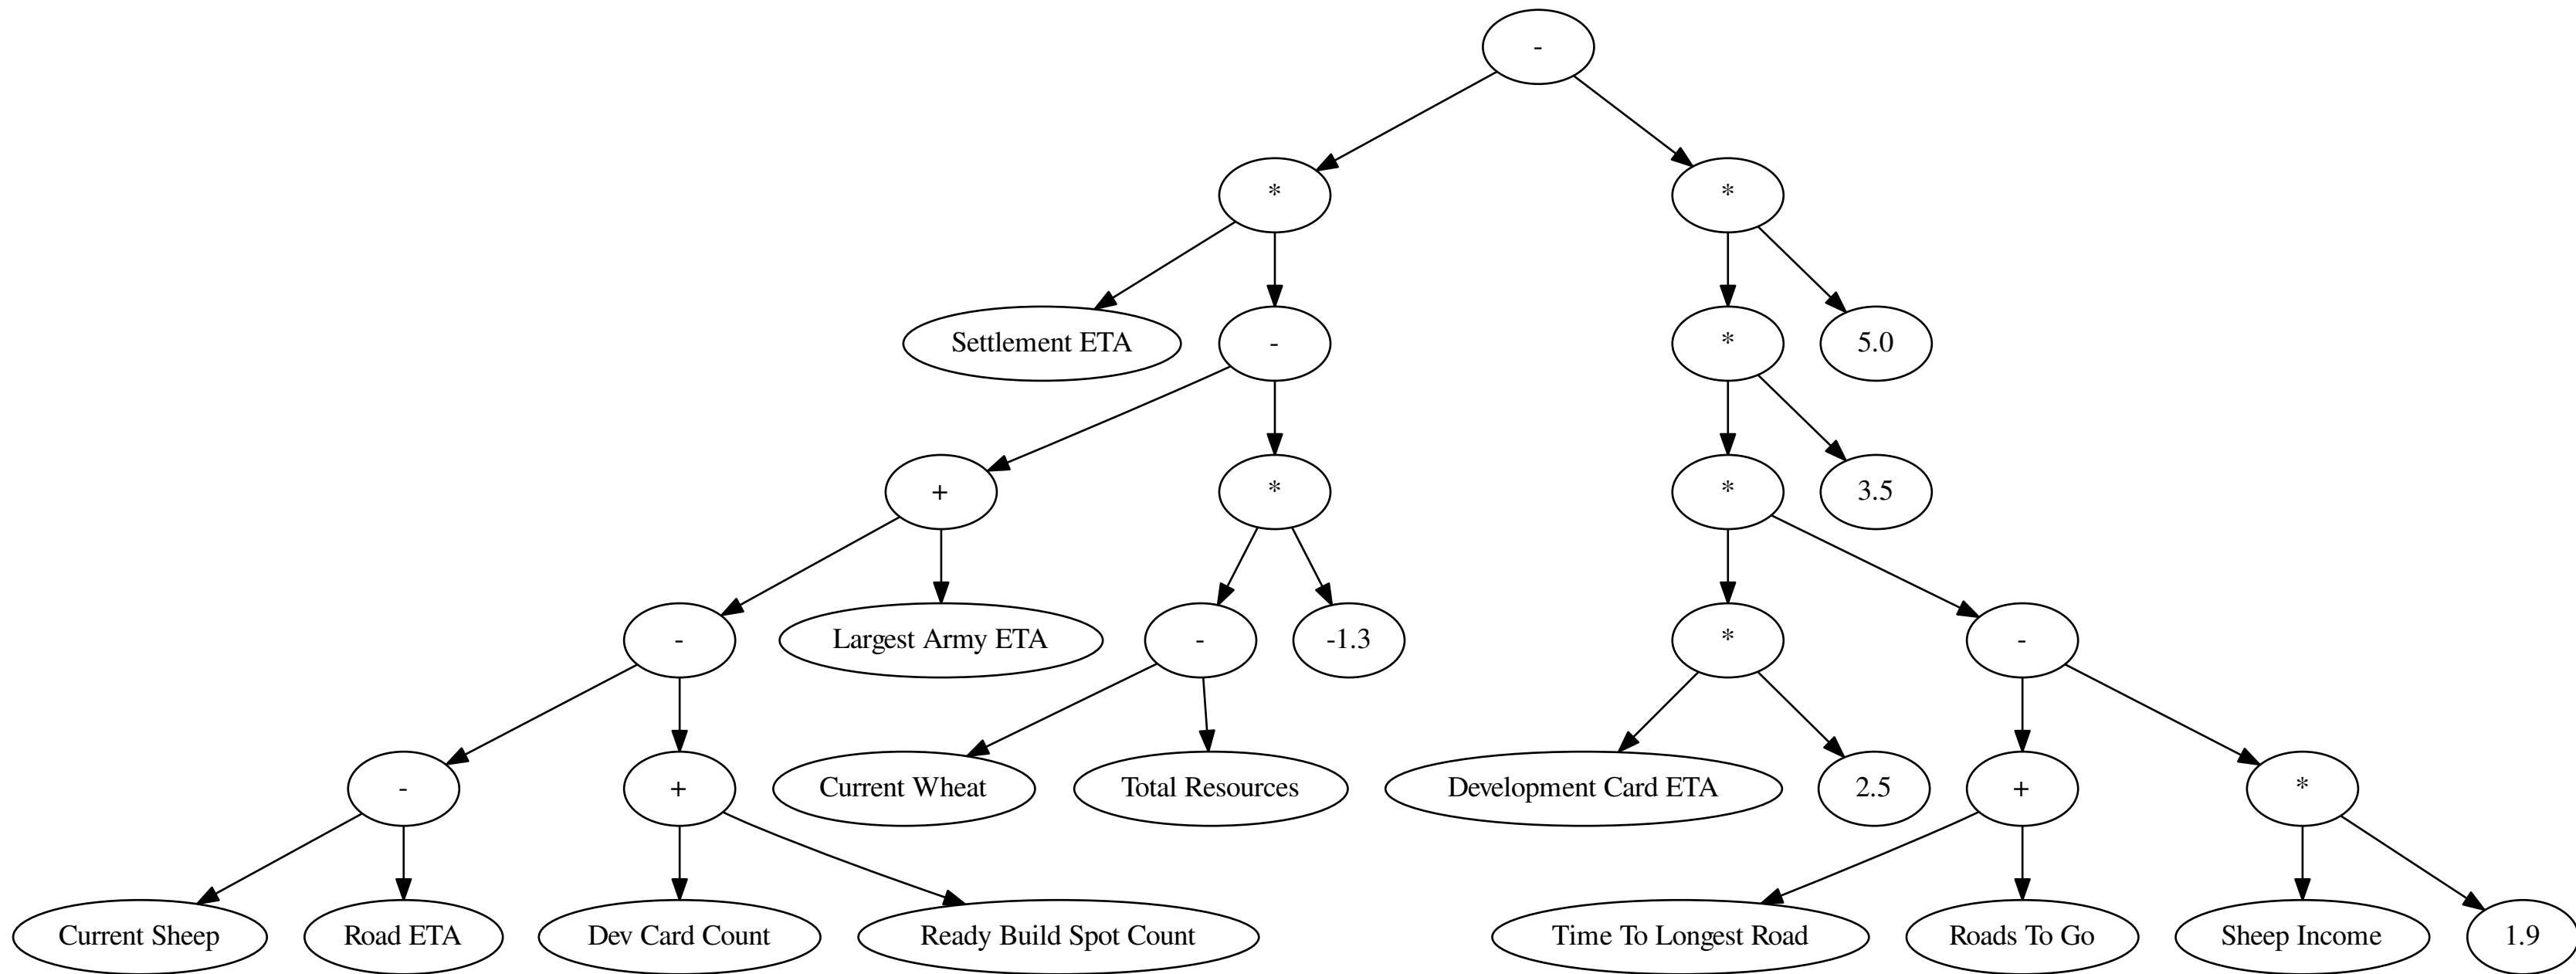 -
*
*
Settlement ETA
-
*
5.0
+
*
*
3.5
-
Largest Army ETA
-
-1.3
*
-
-
+
Current Wheat
Total Resources
Development Card ETA
2.5
+
*
Current Sheep
Road ETA
Dev Card Count
Ready Build Spot Count
Time To Longest Road
Roads To Go
Sheep Income
1.9